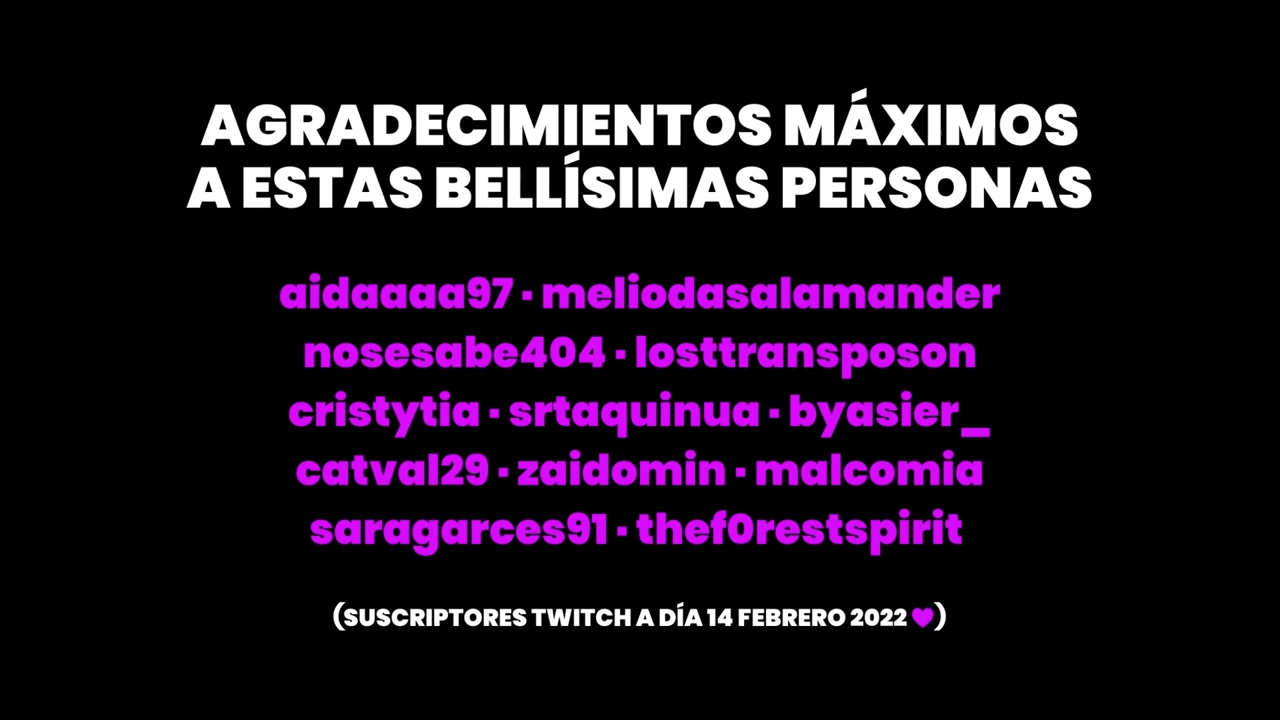 AGRADECIMIENTOS MÁXIMOS
A ESTAS BELLÍSIMAS PERSONAS
aidaaaa97 · meliodasalamander
nosesabe404 · losttransposon
cristytia · srtaquinua · byasier_
catval29 · zaidomin · malcomia
saragarces91 · thef0restspirit
(SUSCRIPTORES TWITCH A DÍA 14 FEBRERO 2022 💜)